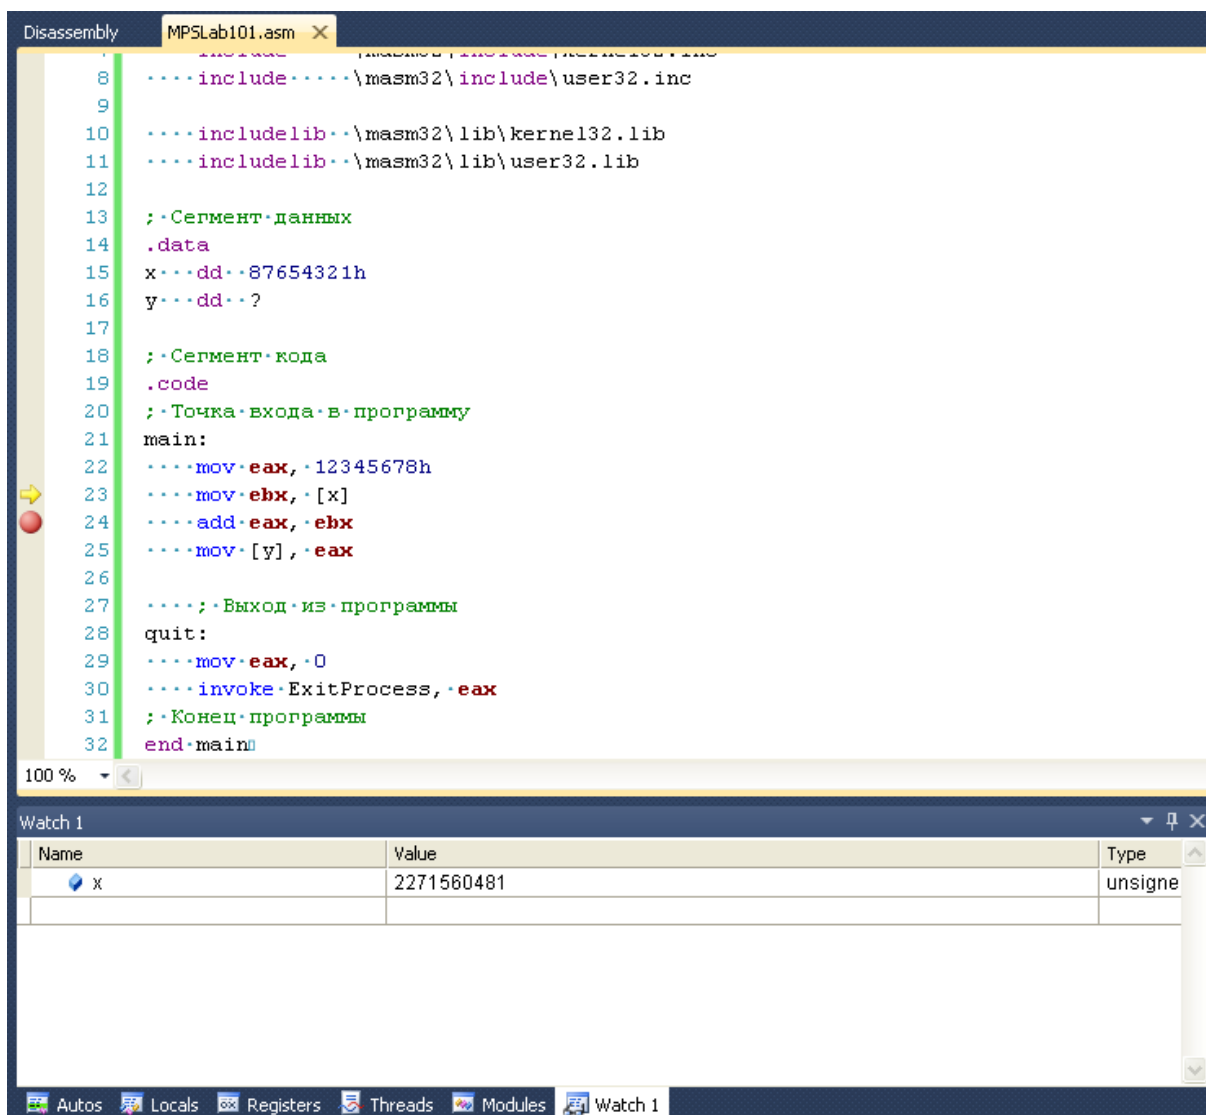 Disassembly MPSLab101.asm
8 ····include·····\masm32\include\user32.inc
9
10 ····includelib··\masm32\lib\kernel32.lib
11 ····includelib··\masm32\lib\user32.lib
12
13 ;·Сегмент·данных
14 .data
15 x···dd··87654321h
16 y···dd··?
17
18 ;·Сегмент·кода
19 .code
20 ;·Точка·входа·в·программу
21 main:
22 ····mov·eax,·12345678h
23 ····mov·ebx,·[x]
24 ····add·eax,·ebx
25 ····mov·[y],·eax
26
27 ····;·Выход·из·программы
28 quit:
29 ····mov·eax,·0
30 ····invoke·ExitProcess,·eax
31 ;·Конец·программы
32 end·main
100 %
Watch 1
Name Value Type
x 2271560481 unsigne
Autos Locals Registers Threads Modules Watch 1